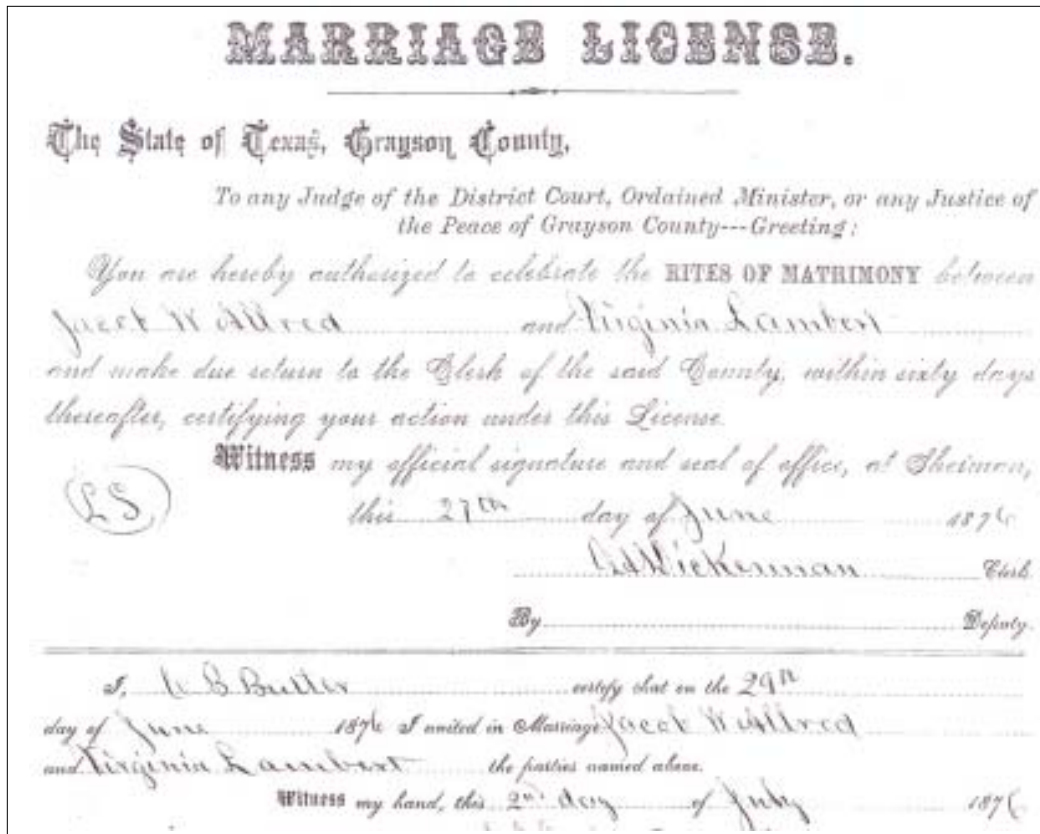 MARRIAGE LICENSE.
The State of Texas, Grayson County,
To any Judge of the District Court, Ordained Minister, or any Justice of
the Peace of Grayson County---Greeting:
You are hereby authorized to celebrate the RITES OF MATRIMONY between
Jacob W Allred and Virginia Lambert
and make due return to the Clerk of the said County, within sixty days
thereafter, certifying your action under this License.
Witness my official signature and seal of office, at Sherman,
LS
this 27th day of June 1876
Dickerman Clerk
By Deputy.
I, Butler certify that on the 29th
day of June 1876 I united in Marriage Jacob W Allred
and Virginia Lambert the parties named above.
Witness my hand, this 2nd day of July 1876